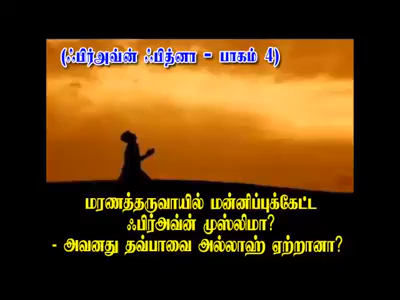 (ஃபிர்அவ்ன் ஃபித்னா - பாகம் 4)
மரணத்தருவாயில் மன்னிப்புக்கேட்ட
ஃபிர்அவ்ன் முஸ்லிமா?
- அவனது தவ்பாவை அல்லாஹ் ஏற்றானா?